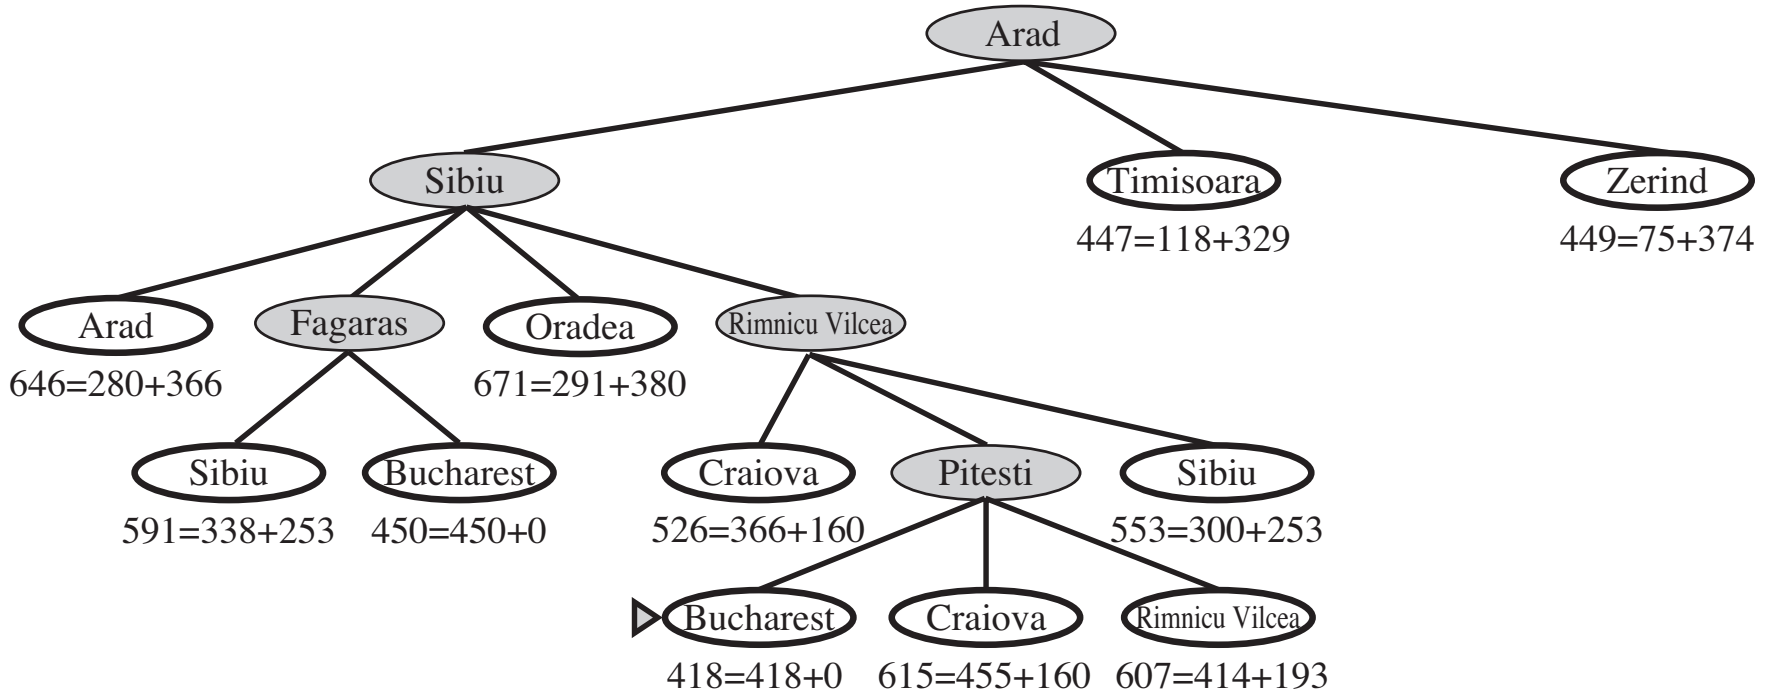 Arad
Sibiu
Timisoara
Zerind
447=118+329
449=75+374
Arad
Fagaras
Oradea
Rimnicu Vilcea
646=280+366
671=291+380
Sibiu
Bucharest
Craiova
Pitesti
Sibiu
591=338+253
450=450+0
526=366+160
553=300+253
Bucharest
Craiova
Rimnicu Vilcea
418=418+0
615=455+160
607=414+193